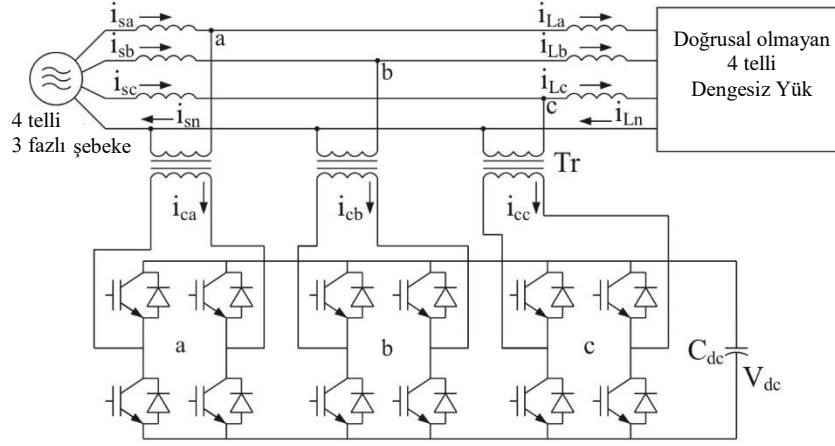 i_sa
i_sb
i_sc
i_sn
a
b
c
i_La
i_Lb
i_Lc
i_Ln
Doğrusal olmayan
4 telli
Dengesiz Yük
4 telli
3 fazlı şebeke
Tr
i_ca
i_cb
i_cc
a
b
c
C_dc
V_dc